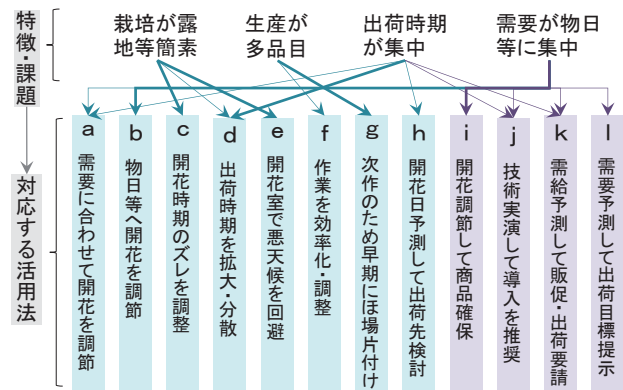 特徴・課題
栽培が露
地等簡素
生産が
多品目
出荷時期
が集中
需要が物日
等に集中
対応する活用法
a 需要に合わせて開花を調節
b 物日等へ開花を調節
c 開花時期のズレを調整
d 出荷時期を拡大・分散
e 開花室で悪天候を回避
f 作業を効率化・調整
g 次作のため早期にほ場片付け
h 開花日予測して出荷先検討
i 開花調節して商品確保
j 技術実演して導入を推奨
k 需給予測して販促・出荷要請
l 需要予測して出荷目標提示